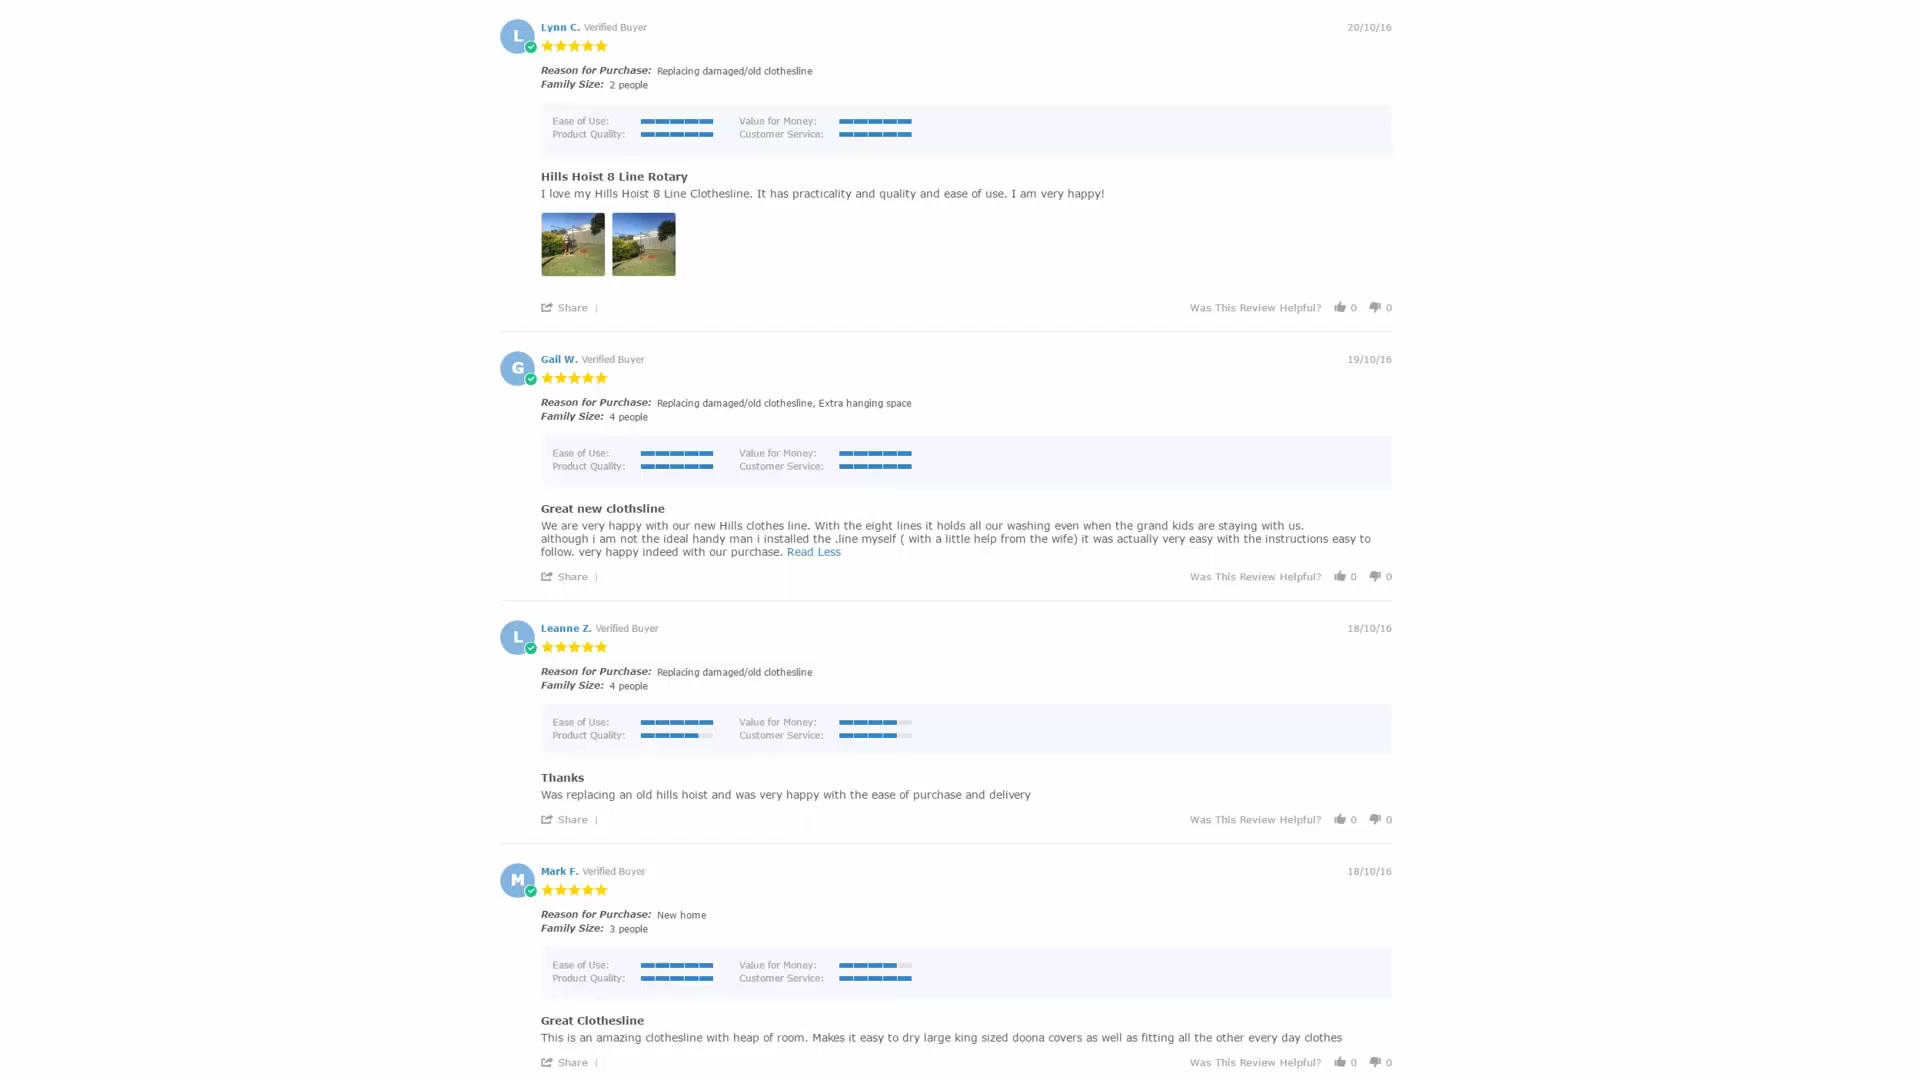 L
Lynn C. Verified Buyer 20/10/16
Reason for Purchase: Replacing damaged/old clothesline
Family Size: 2 people
Ease of Use: Value for Money:
Product Quality: Customer Service:
Hills Hoist 8 Line Rotary
I love my Hills Hoist 8 Line Clothesline. It has practicality and quality and ease of use. I am very happy!
Share | Was This Review Helpful? 0 0
G
Gail W. Verified Buyer 19/10/16
Reason for Purchase: Replacing damaged/old clothesline, Extra hanging space
Family Size: 4 people
Ease of Use: Value for Money:
Product Quality: Customer Service:
Great new clothsline
We are very happy with our new Hills clothes line. With the eight lines it holds all our washing even when the grand kids are staying with us.
although i am not the ideal handy man i installed the .line myself ( with a little help from the wife) it was actually very easy with the instructions easy to
follow. very happy indeed with our purchase. Read Less
Share | Was This Review Helpful? 0 0
L
Leanne Z. Verified Buyer 18/10/16
Reason for Purchase: Replacing damaged/old clothesline
Family Size: 4 people
Ease of Use: Value for Money:
Product Quality: Customer Service:
Thanks
Was replacing an old hills hoist and was very happy with the ease of purchase and delivery
Share | Was This Review Helpful? 0 0
M
Mark F. Verified Buyer 18/10/16
Reason for Purchase: New home
Family Size: 3 people
Ease of Use: Value for Money:
Product Quality: Customer Service:
Great Clothesline
This is an amazing clothesline with heap of room. Makes it easy to dry large king sized doona covers as well as fitting all the other every day clothes
Share | Was This Review Helpful? 0 0